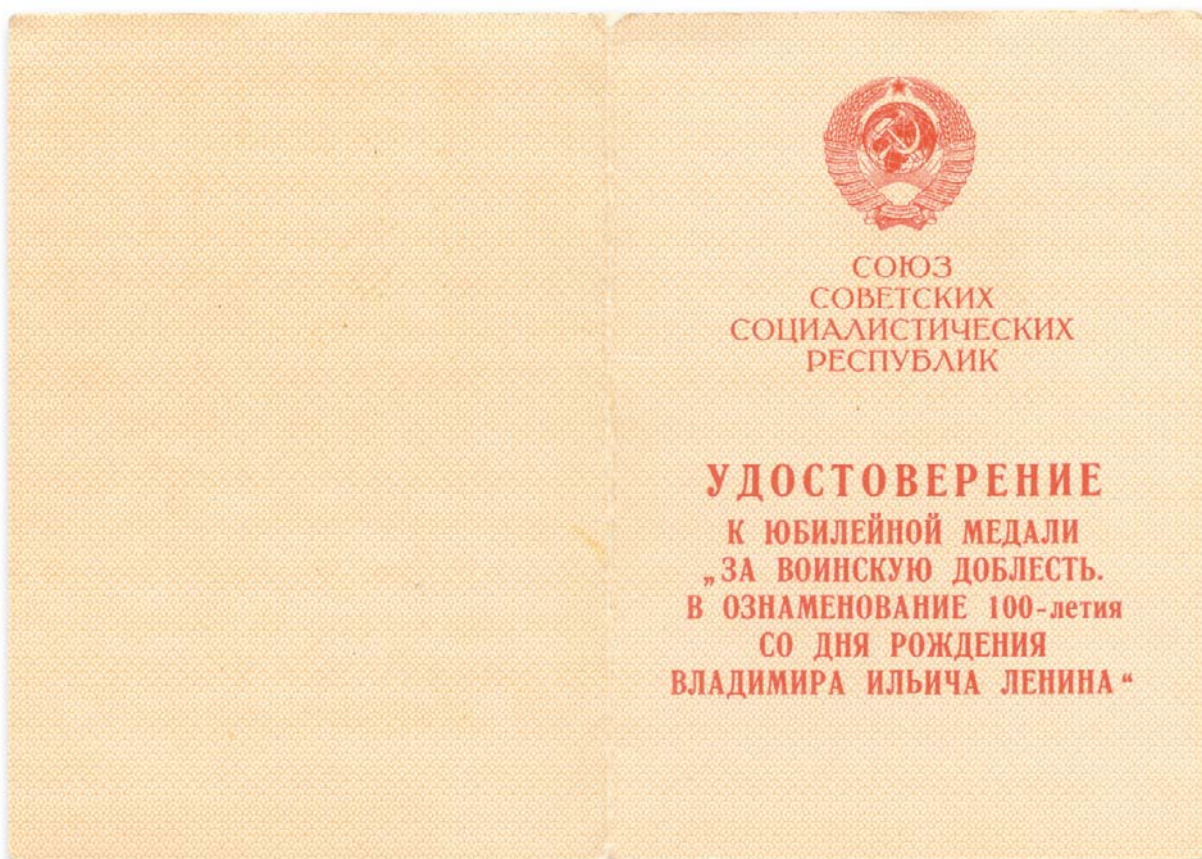 СОЮЗ
СОВЕТСКИХ
СОЦИАЛИСТИЧЕСКИХ
РЕСПУБЛИК
УДОСТОВЕРЕНИЕ
К ЮБИЛЕЙНОЙ МЕДАЛИ
„ЗА ВОИНСКУЮ ДОБЛЕСТЬ.
В ОЗНАМЕНОВАНИЕ 100-летия
СО ДНЯ РОЖДЕНИЯ
ВЛАДИМИРА ИЛЬИЧА ЛЕНИНА“